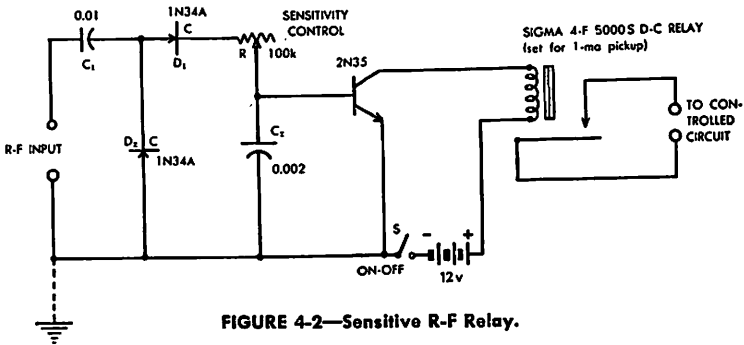 0.01
C₁
1N34A
C
D₁
SENSITIVITY
CONTROL
R
100k
2N35
SIGMA 4-F 5000S D-C RELAY
(set for 1-ma pickup)
TO CON-
TROLLED
CIRCUIT
R-F INPUT
D₂
C
1N34A
C₂
0.002
S
-
+
ON-OFF
12v
FIGURE 4-2—Sensitive R-F Relay.